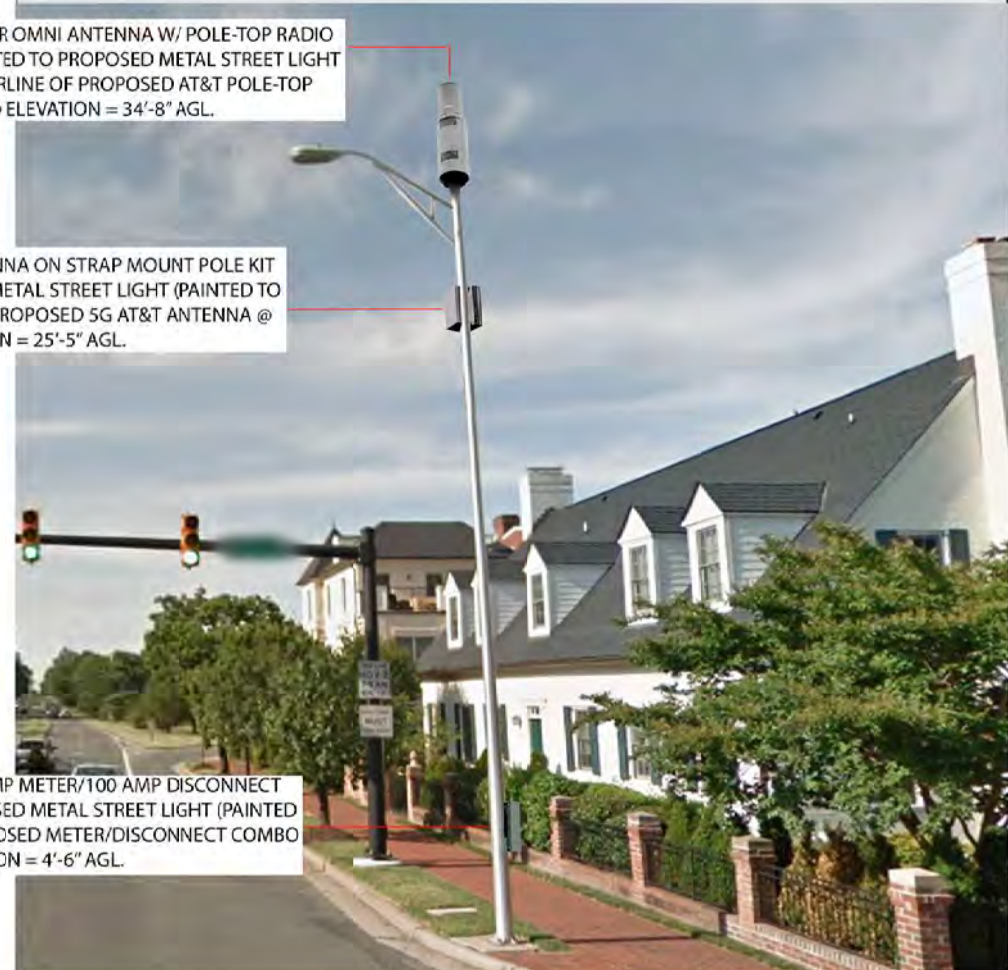 R OMNI ANTENNA W/ POLE-TOP RADIO
TED TO PROPOSED METAL STREET LIGHT
RLINE OF PROPOSED AT&T POLE-TOP
ELEVATION = 34'-8" AGL.
NNA ON STRAP MOUNT POLE KIT
METAL STREET LIGHT (PAINTED TO
ROPOSED 5G AT&T ANTENNA @
N = 25'-5" AGL.
MP METER/100 AMP DISCONNECT
SED METAL STREET LIGHT (PAINTED
OSED METER/DISCONNECT COMBO
ON = 4'-6" AGL.
MUST